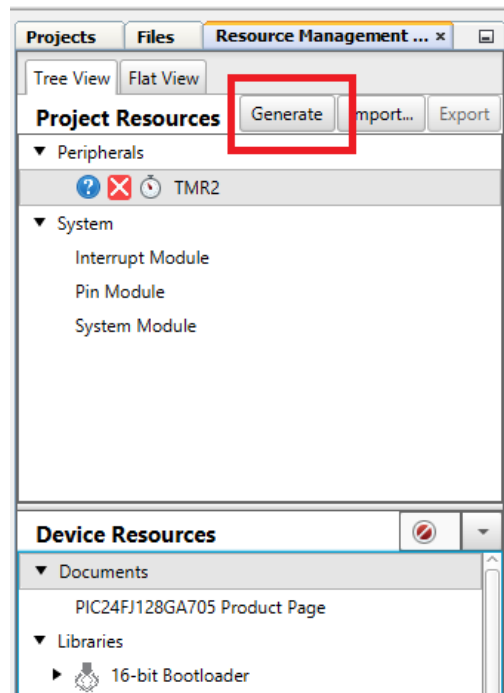 Projects Files Resource Management ... ×
Tree View Flat View
Project Resources Generate Import... Export
Peripherals
TMR2
System
Interrupt Module
Pin Module
System Module
Device Resources
Documents
PIC24FJ128GA705 Product Page
Libraries
16-bit Bootloader